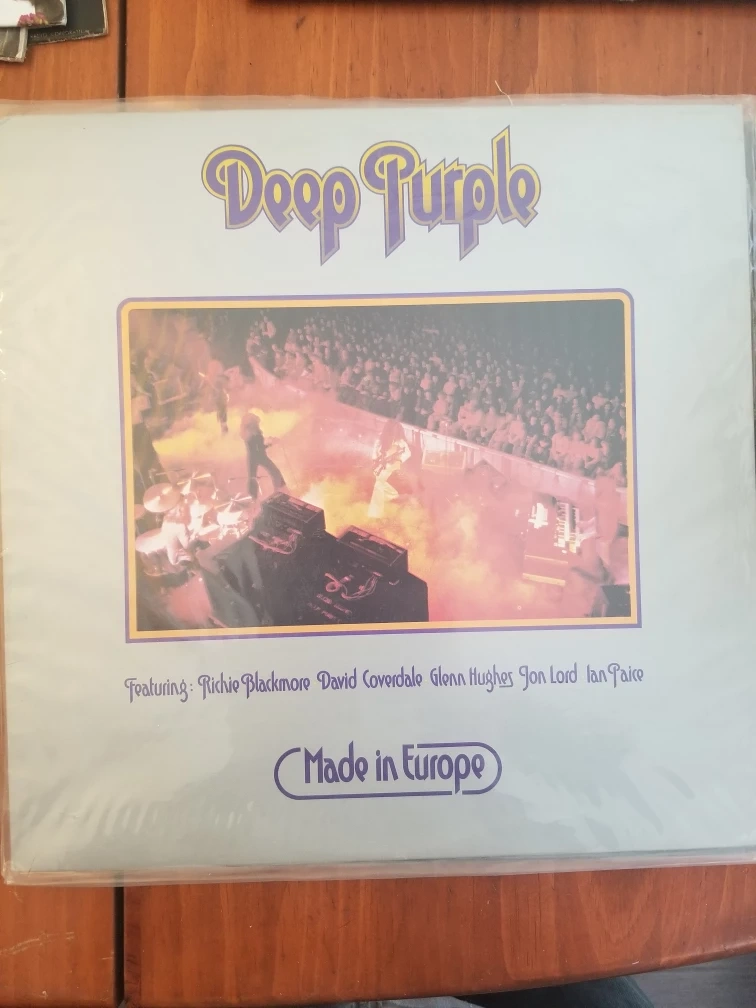 Deep Purple
Featuring: Richie Blackmore David Coverdale Glenn Hughes Jon Lord Ian Paice
Made in Europe